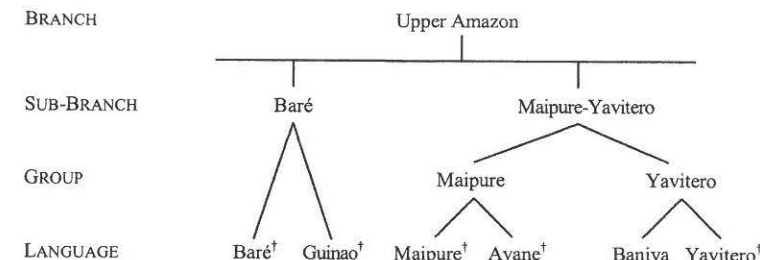 BRANCH Upper Amazon
SUB-BRANCH Baré Maipure-Yavitero
GROUP Maipure Yavitero
LANGUAGE Baré† Guinao† Maipure† Avane† Baniva Yavitero†